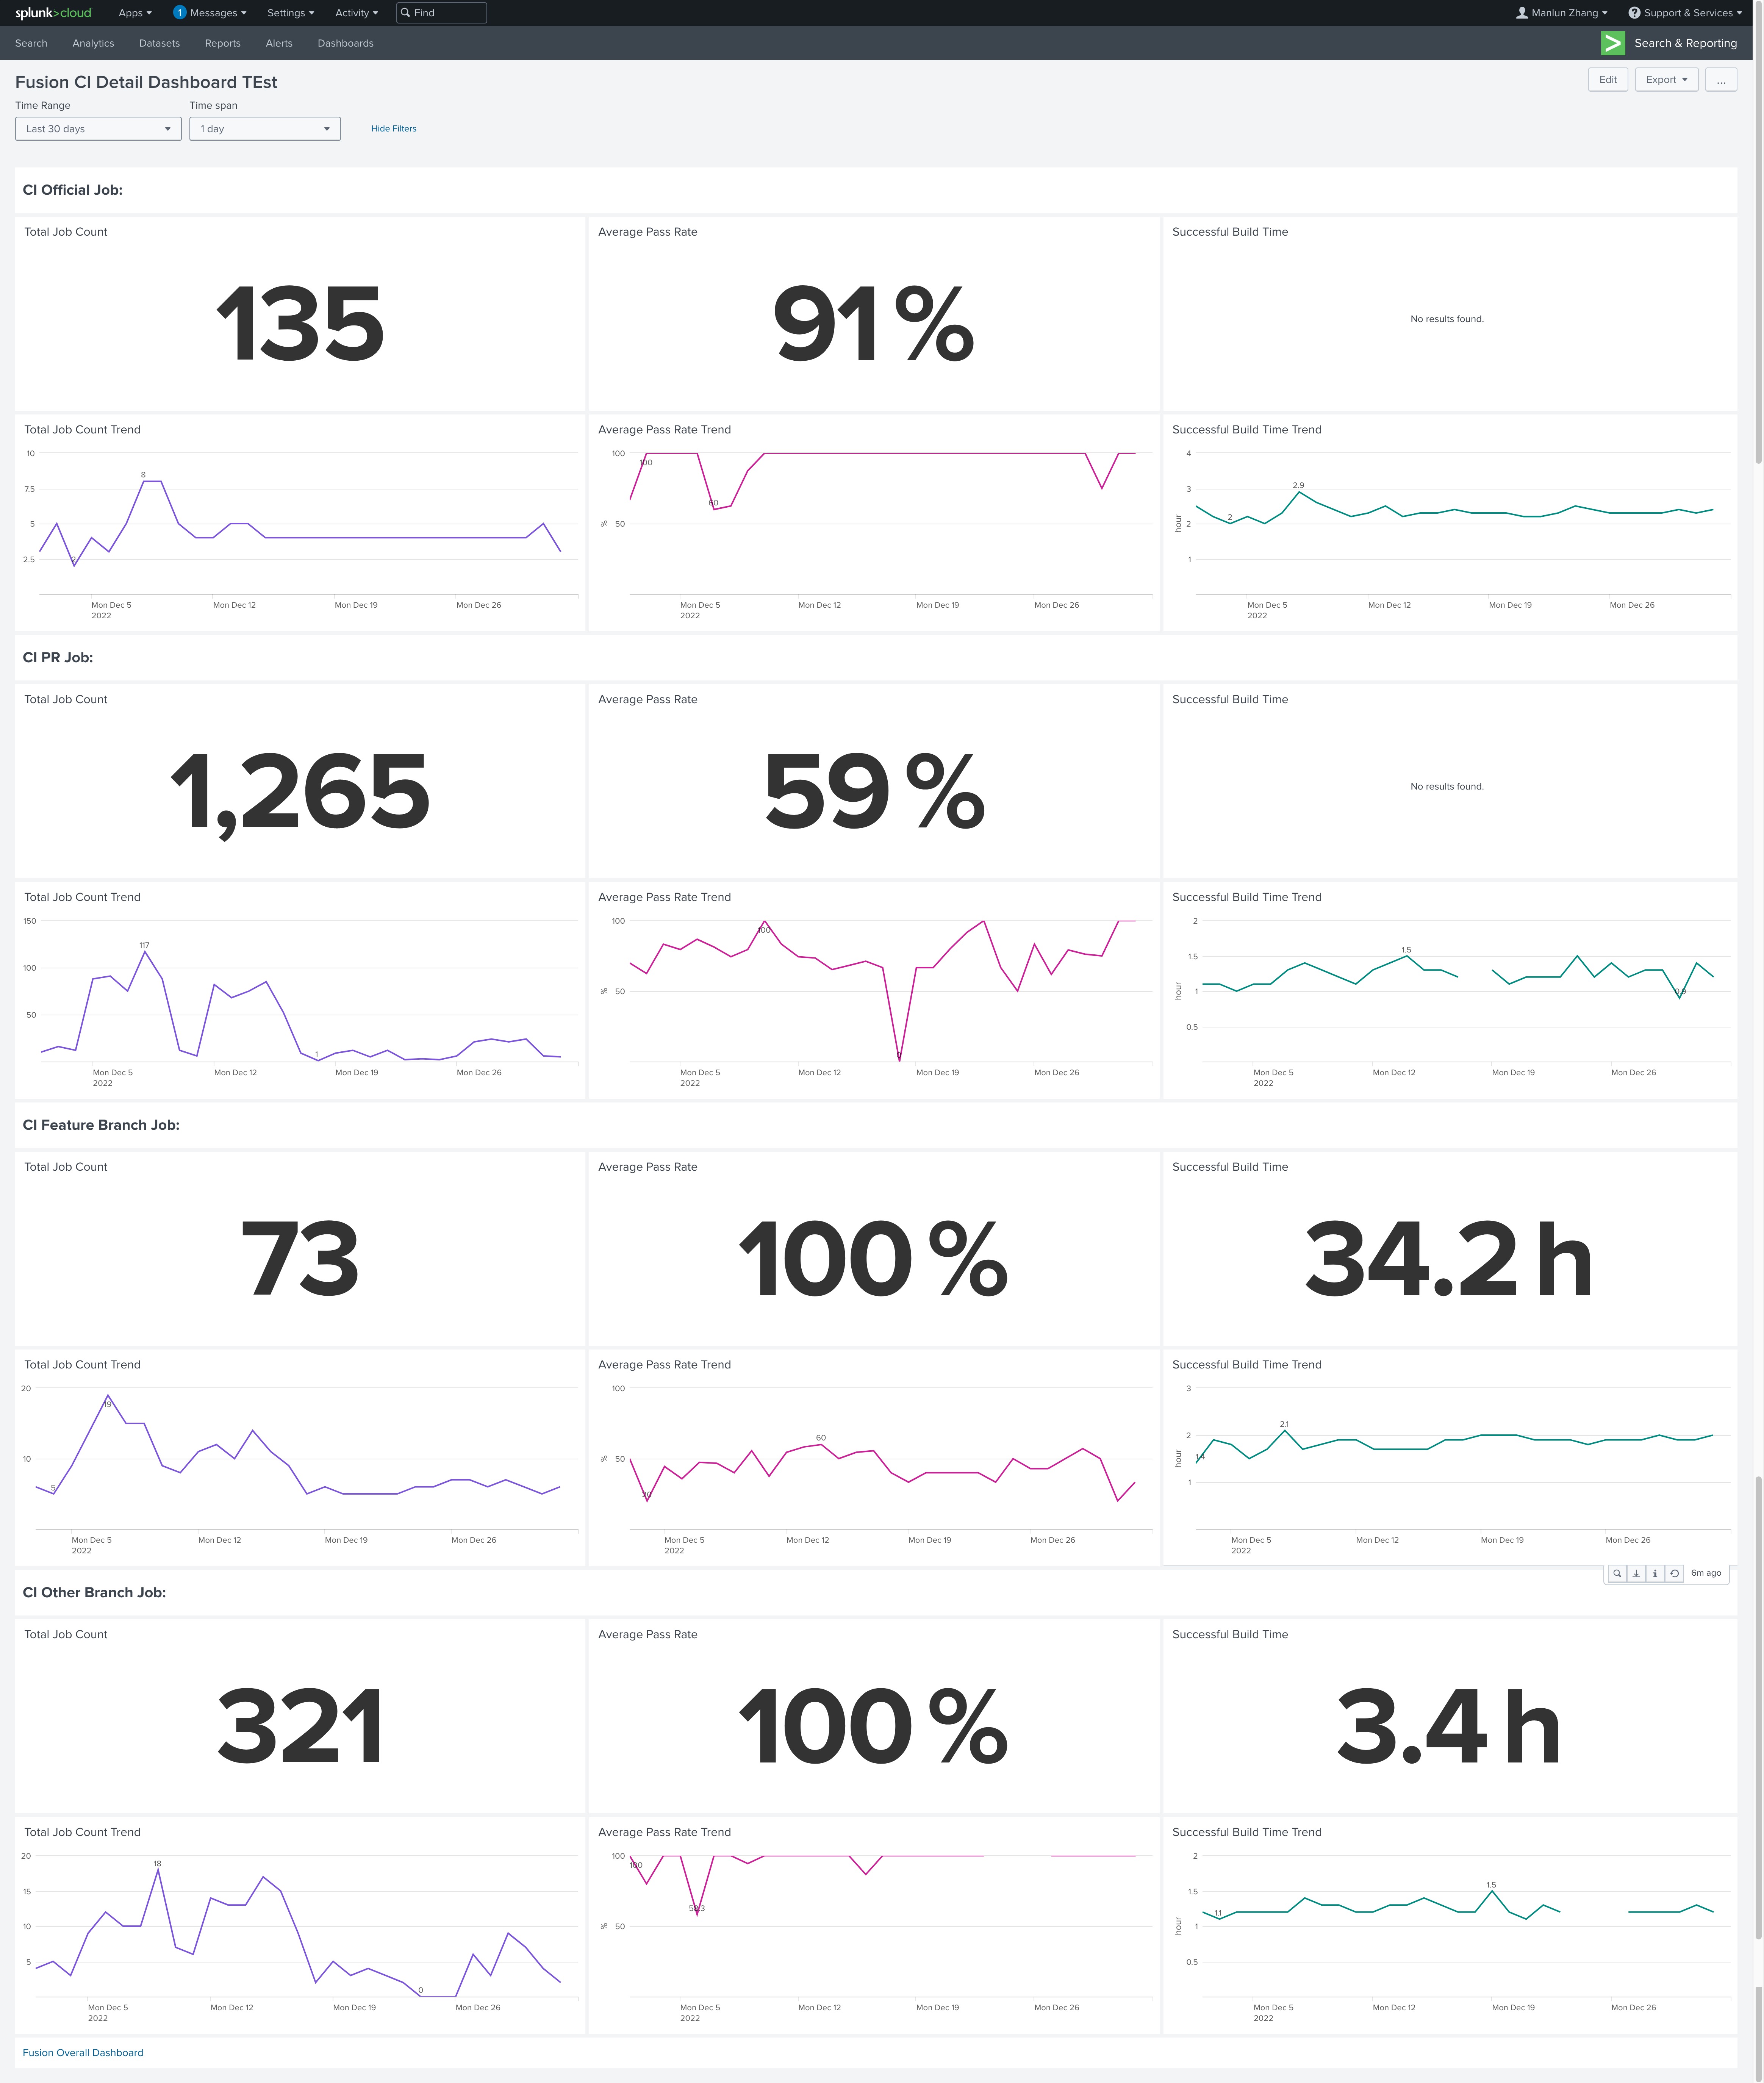 splunk>cloud Apps 1 Messages Settings Activity Find Manlun Zhang Support & Services
Search Analytics Datasets Reports Alerts Dashboards Search & Reporting
Fusion CI Detail Dashboard TEst Edit Export ...
Time Range Time span
Last 30 days 1 day Hide Filters
CI Official Job:
Total Job Count Average Pass Rate Successful Build Time
135 91 % No results found.
Total Job Count Trend
10
7.5
5
2.5
8
2
Mon Dec 5 Mon Dec 12 Mon Dec 19 Mon Dec 26
2022
Average Pass Rate Trend
100
50
%
100
60
Mon Dec 5 Mon Dec 12 Mon Dec 19 Mon Dec 26
2022
Successful Build Time Trend
4
3
2
1
hour
2
2.9
Mon Dec 5 Mon Dec 12 Mon Dec 19 Mon Dec 26
2022
CI PR Job:
Total Job Count Average Pass Rate Successful Build Time
1,265 59 % No results found.
Total Job Count Trend
150
100
50
117
1
Mon Dec 5 Mon Dec 12 Mon Dec 19 Mon Dec 26
2022
Average Pass Rate Trend
100
50
%
100
0
Mon Dec 5 Mon Dec 12 Mon Dec 19 Mon Dec 26
2022
Successful Build Time Trend
2
1.5
1
0.5
hour
1.5
0.9
Mon Dec 5 Mon Dec 12 Mon Dec 19 Mon Dec 26
2022
CI Feature Branch Job:
Total Job Count Average Pass Rate Successful Build Time
73 100 % 34.2 h
Total Job Count Trend
20
10
5
19
Mon Dec 5 Mon Dec 12 Mon Dec 19 Mon Dec 26
2022
Average Pass Rate Trend
100
50
%
20
60
Mon Dec 5 Mon Dec 12 Mon Dec 19 Mon Dec 26
2022
Successful Build Time Trend
3
2
1
hour
1.4
2.1
Mon Dec 5 Mon Dec 12 Mon Dec 19 Mon Dec 26
2022
6m ago
CI Other Branch Job:
Total Job Count Average Pass Rate Successful Build Time
321 100 % 3.4 h
Total Job Count Trend
20
15
10
5
18
0
Mon Dec 5 Mon Dec 12 Mon Dec 19 Mon Dec 26
2022
Average Pass Rate Trend
100
50
%
100
Mon Dec 5 Mon Dec 12 Mon Dec 19 Mon Dec 26
2022
Successful Build Time Trend
2
1.5
1
0.5
hour
1.1
1.5
Mon Dec 5 Mon Dec 12 Mon Dec 19 Mon Dec 26
2022
Fusion Overall Dashboard